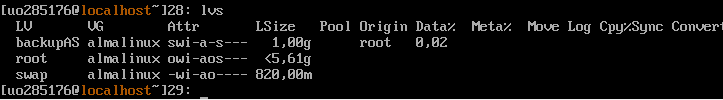 [uo285176@localhost ~]28: lvs
LV VG Attr LSize Pool Origin Data% Meta% Move Log Cpy%Sync Convert
backupAS almalinux swi-a-s--- 1,00g root 0,02
root almalinux owi-aos--- <5,61g
swap almalinux -wi-ao---- 820,00m
[uo285176@localhost ~]29: